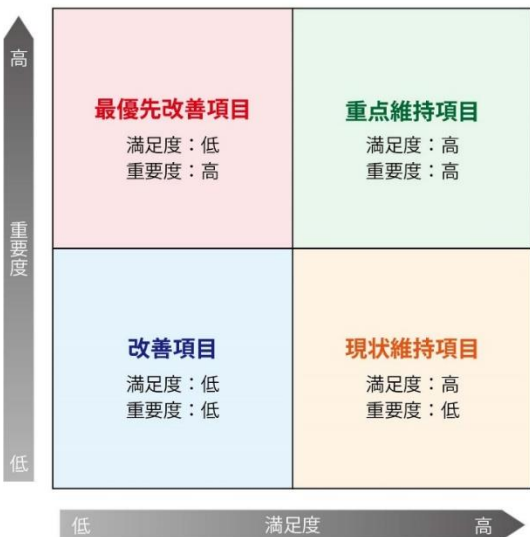 高
重要度
低
最優先改善項目
満足度：低
重要度：高
重点維持項目
満足度：高
重要度：高
改善項目
満足度：低
重要度：低
現状維持項目
満足度：高
重要度：低
低 満足度 高